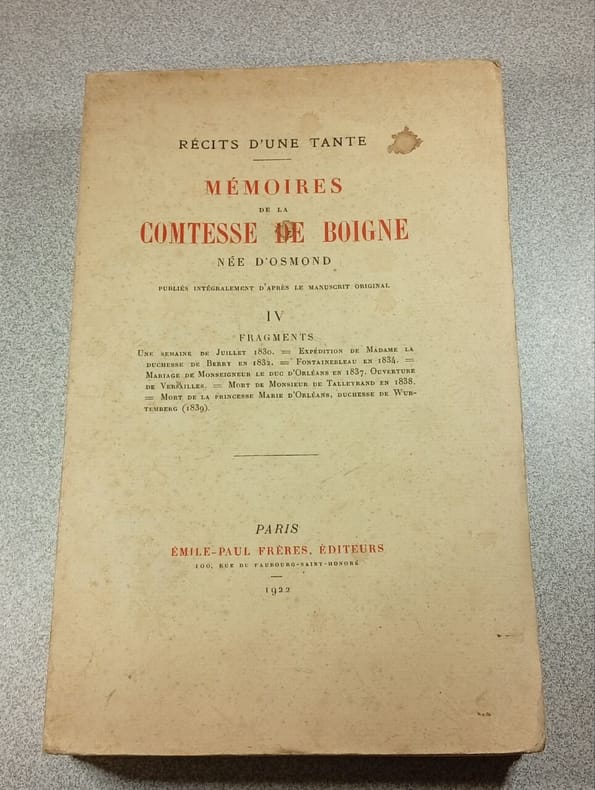 RÉCITS D'UNE TANTE
MÉMOIRES
DE LA
COMTESSE DE BOIGNE
NÉE D'OSMOND
PUBLIÉS INTÉGRALEMENT D'APRÈS LE MANUSCRIT ORIGINAL
IV
FRAGMENTS
UNE SEMAINE DE JUILLET 1830. = EXPÉDITION DE MADAME LA
DUCHESSE DE BERRY EN 1832. = FONTAINEBLEAU EN 1834. =
MARIAGE DE MONSEIGNEUR LE DUC D'ORLÉANS EN 1837. OUVERTURE
DE VERSAILLES. = MORT DE MONSIEUR DE TALLEYRAND EN 1838.
= MORT DE LA PRINCESSE MARIE D'ORLÉANS, DUCHESSE DE WUR-
TEMBERG (1839).
PARIS
ÉMILE-PAUL FRÈRES, ÉDITEURS
100, RUE DU FAUBOURG-SAINT-HONORÉ
1922